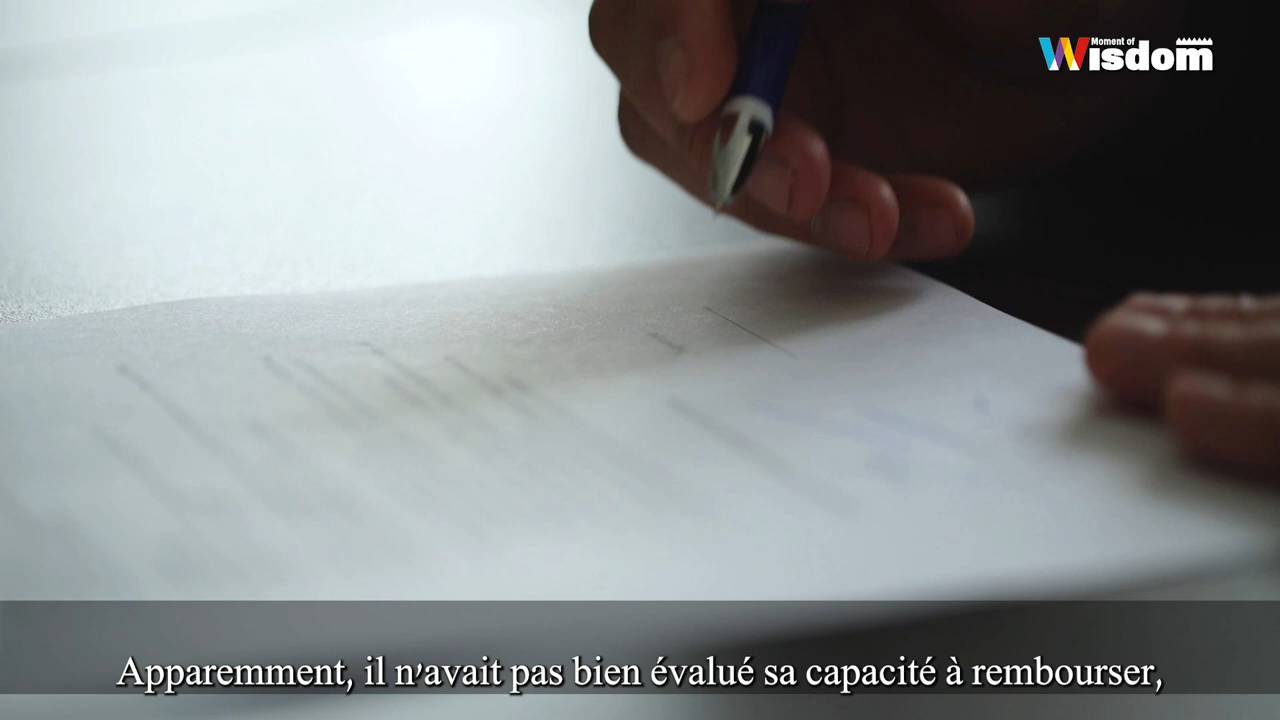 Moment of
Wisdom
Apparemment, il n'avait pas bien évalué sa capacité à rembourser,